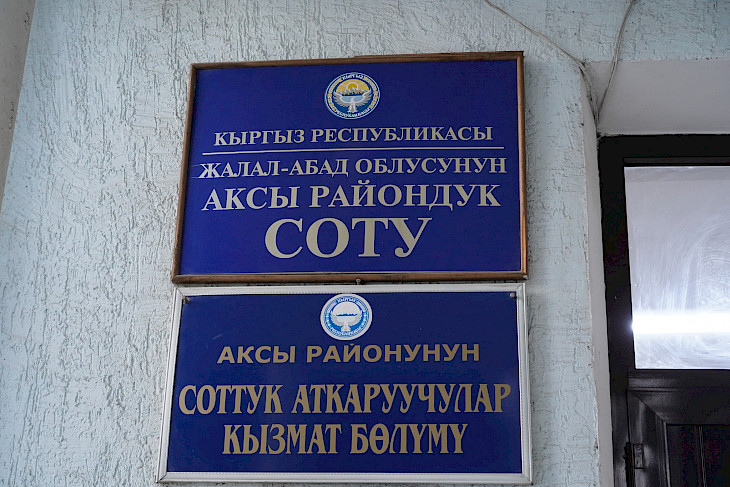 КЫРГЫЗ РЕСПУБЛИКАСЫ
ЖАЛАЛ-АБАД ОБЛУСУНУН
АКСЫ РАЙОНДУК
СОТУ
АКСЫ РАЙОНУНУН
СОТТУК АТКАРУУЧУЛАР
КЫЗМАТ БӨЛҮМҮ